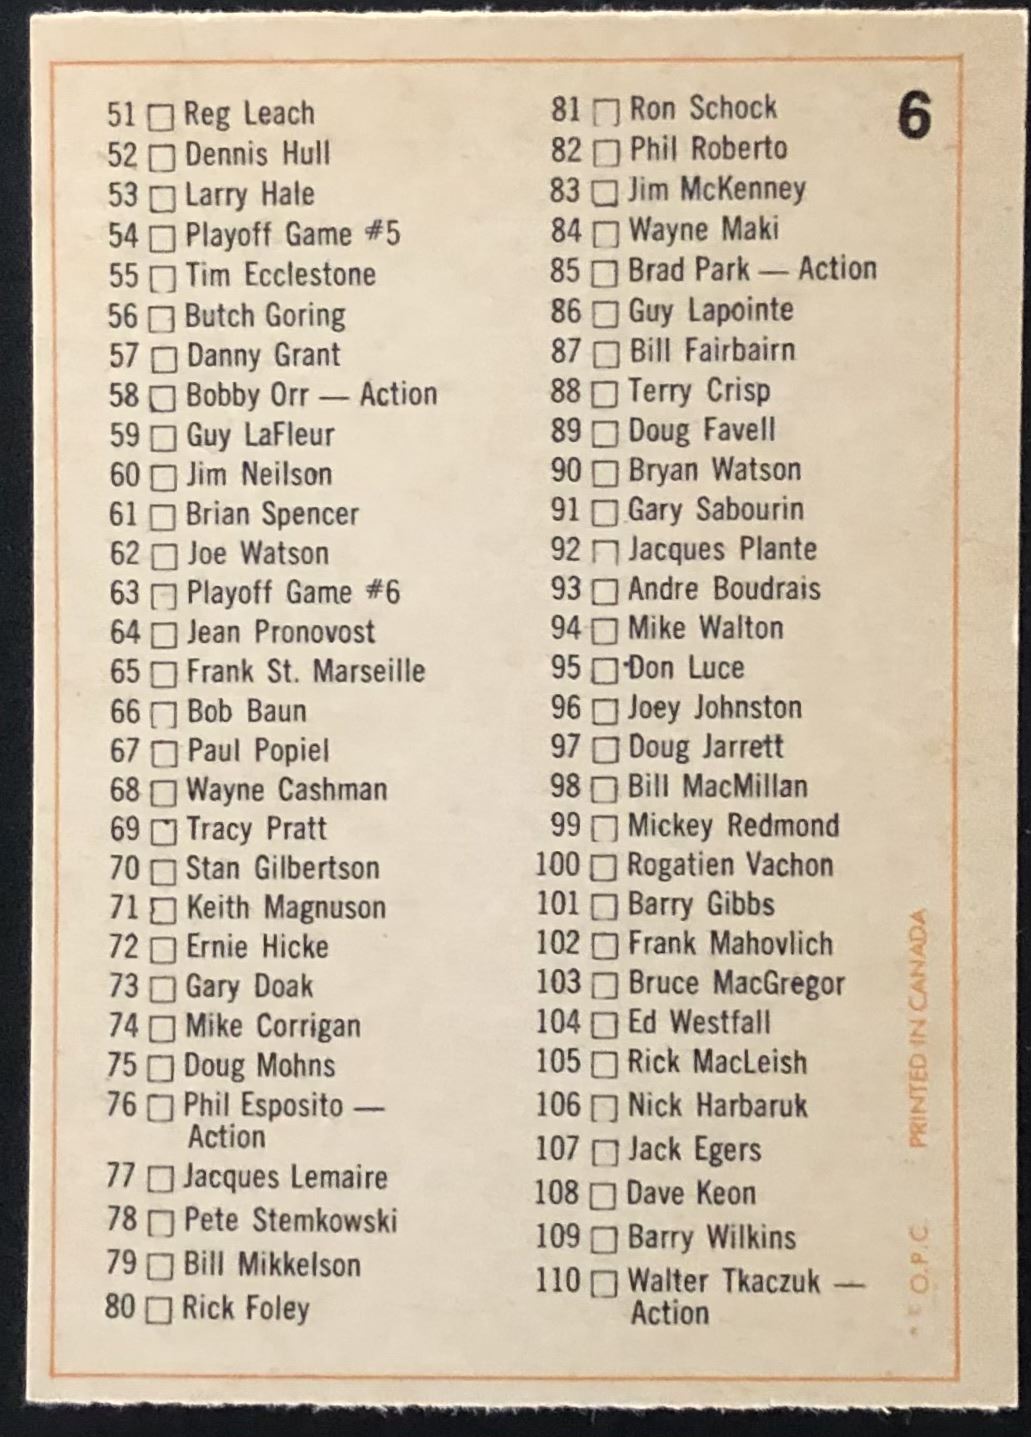 6
51 □ Reg Leach
52 □ Dennis Hull
53 □ Larry Hale
54 □ Playoff Game #5
55 □ Tim Ecclestone
56 □ Butch Goring
57 □ Danny Grant
58 □ Bobby Orr — Action
59 □ Guy LaFleur
60 □ Jim Neilson
61 □ Brian Spencer
62 □ Joe Watson
63 □ Playoff Game #6
64 □ Jean Pronovost
65 □ Frank St. Marseille
66 □ Bob Baun
67 □ Paul Popiel
68 □ Wayne Cashman
69 □ Tracy Pratt
70 □ Stan Gilbertson
71 □ Keith Magnuson
72 □ Ernie Hicke
73 □ Gary Doak
74 □ Mike Corrigan
75 □ Doug Mohns
76 □ Phil Esposito —
Action
77 □ Jacques Lemaire
78 □ Pete Stemkowski
79 □ Bill Mikkelson
80 □ Rick Foley
81 □ Ron Schock
82 □ Phil Roberto
83 □ Jim McKenney
84 □ Wayne Maki
85 □ Brad Park — Action
86 □ Guy Lapointe
87 □ Bill Fairbairn
88 □ Terry Crisp
89 □ Doug Favell
90 □ Bryan Watson
91 □ Gary Sabourin
92 □ Jacques Plante
93 □ Andre Boudrais
94 □ Mike Walton
95 □ Don Luce
96 □ Joey Johnston
97 □ Doug Jarrett
98 □ Bill MacMillan
99 □ Mickey Redmond
100 □ Rogatien Vachon
101 □ Barry Gibbs
102 □ Frank Mahovlich
103 □ Bruce MacGregor
104 □ Ed Westfall
105 □ Rick MacLeish
106 □ Nick Harbaruk
107 □ Jack Egers
108 □ Dave Keon
109 □ Barry Wilkins
110 □ Walter Tkaczuk —
Action
* * O.P.C. PRINTED IN CANADA